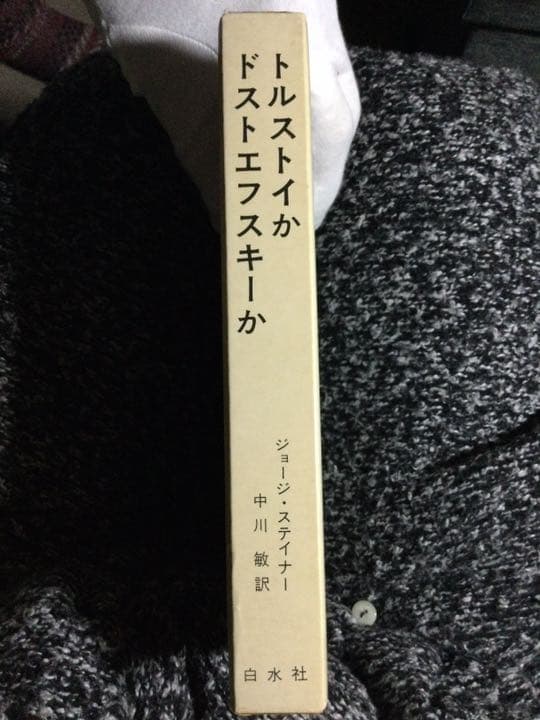 トルストイか
ドストエフスキーか
ジョージ・ステイナー
中川 敏訳
白水社